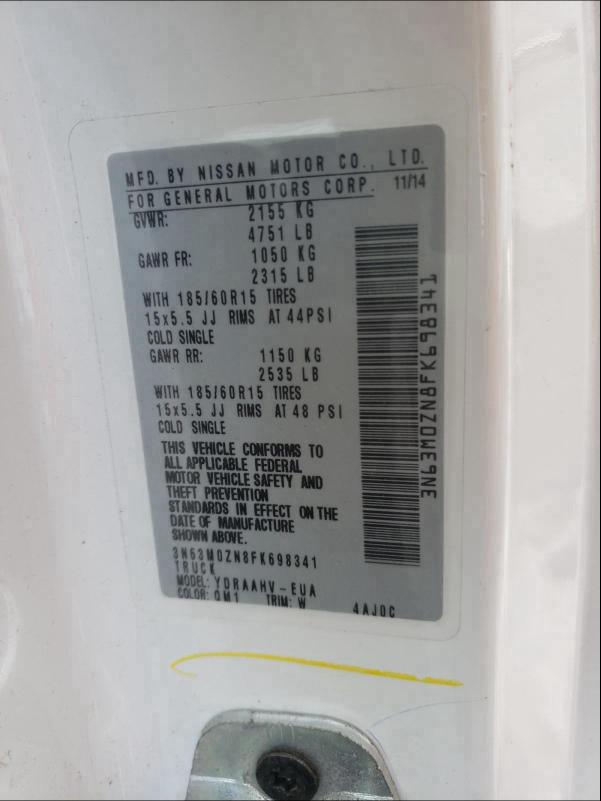 MFD. BY NISSAN MOTOR CO., LTD.
FOR GENERAL MOTORS CORP. 11/14
GVWR: 2155 KG
4751 LB
GAWR FR: 1050 KG
2315 LB
WITH 185/60R15 TIRES
15x5.5 JJ RIMS AT 44PSI
COLD SINGLE
GAWR RR: 1150 KG
2535 LB
WITH 185/60R15 TIRES
15x5.5 JJ RIMS AT 48 PSI
COLD SINGLE
THIS VEHICLE CONFORMS TO
ALL APPLICABLE FEDERAL
MOTOR VEHICLE SAFETY AND
THEFT PREVENTION
STANDARDS IN EFFECT ON THE
DATE OF MANUFACTURE
SHOWN ABOVE.
3N63M0ZN8FK698341
TRUCK
MODEL: YDRAAHV-EUA
COLOR: QM1 TRIM: W 4AJ0C
3N63M0ZN8FK698341